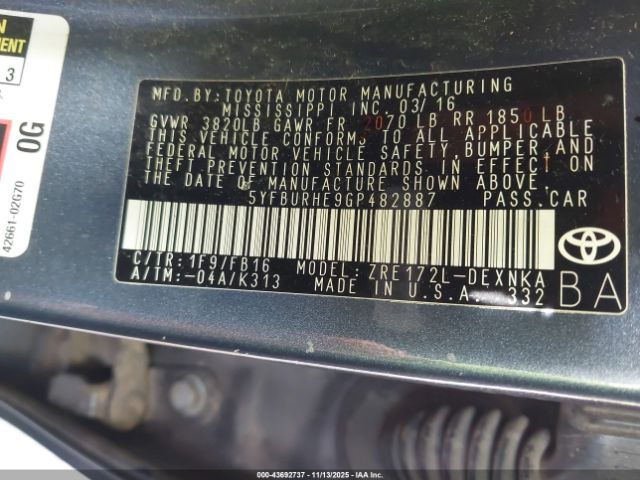 MFD. BY: TOYOTA MOTOR MANUFACTURING
MISSISSIPPI INC. 03/16
GVWR 3820LB GAWR FR 2070 LB RR 1850 LB
THIS VEHICLE CONFORMS TO ALL APPLICABLE
FEDERAL MOTOR VEHICLE SAFETY, BUMPER, AND
THEFT PREVENTION STANDARDS IN EFFECT ON
THE DATE OF MANUFACTURE SHOWN ABOVE.
5YFBURHE9GP482887 PASS. CAR
C/TR: 1F9/FB16 MODEL: ZRE172L-DEXNKA
A/TM: -04A/K313 MADE IN U.S.A. 332
BA
TOYOTA
MENT
3
0G
42661-02G70
000-43692737 - 11/13/2025 - IAA Inc.